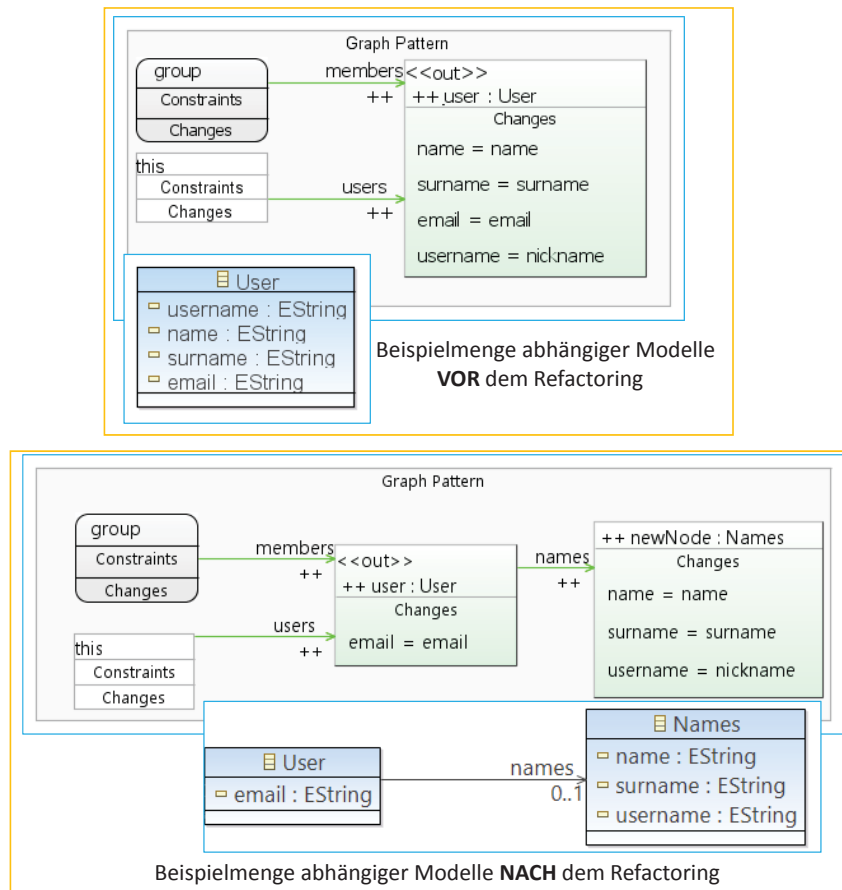 Graph Pattern
group
Constraints
Changes
members
++
<<out>>
++ user : User
Changes
name = name
surname = surname
email = email
username = nickname
this
Constraints
Changes
users
++
User
username : EString
name : EString
surname : EString
email : EString
Beispielmenge abhängiger Modelle
VOR dem Refactoring
Graph Pattern
group
Constraints
Changes
members
++
<<out>>
++ user : User
Changes
email = email
names
++
++ newNode : Names
Changes
name = name
surname = surname
username = nickname
this
Constraints
Changes
users
++
User
email : EString
names
0..1
Names
name : EString
surname : EString
username : EString
Beispielmenge abhängiger Modelle NACH dem Refactoring